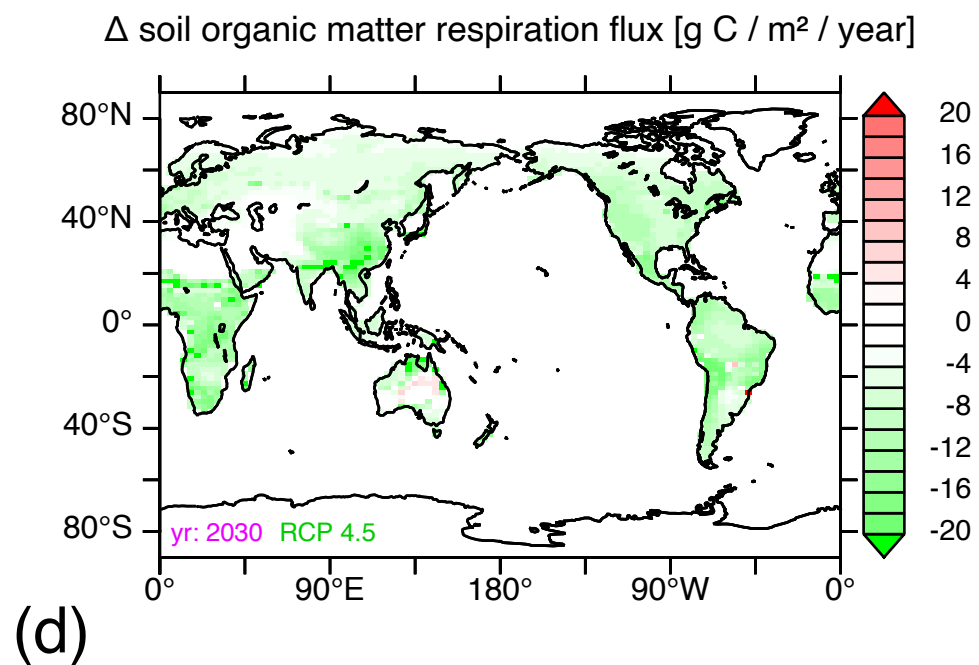 Δ soil organic matter respiration flux [g C / m² / year]
80°N
40°N
0°
40°S
80°S
yr: 2030 RCP 4.5
0° 90°E 180° 90°W 0°
20
16
12
8
4
0
-4
-8
-12
-16
-20
(d)